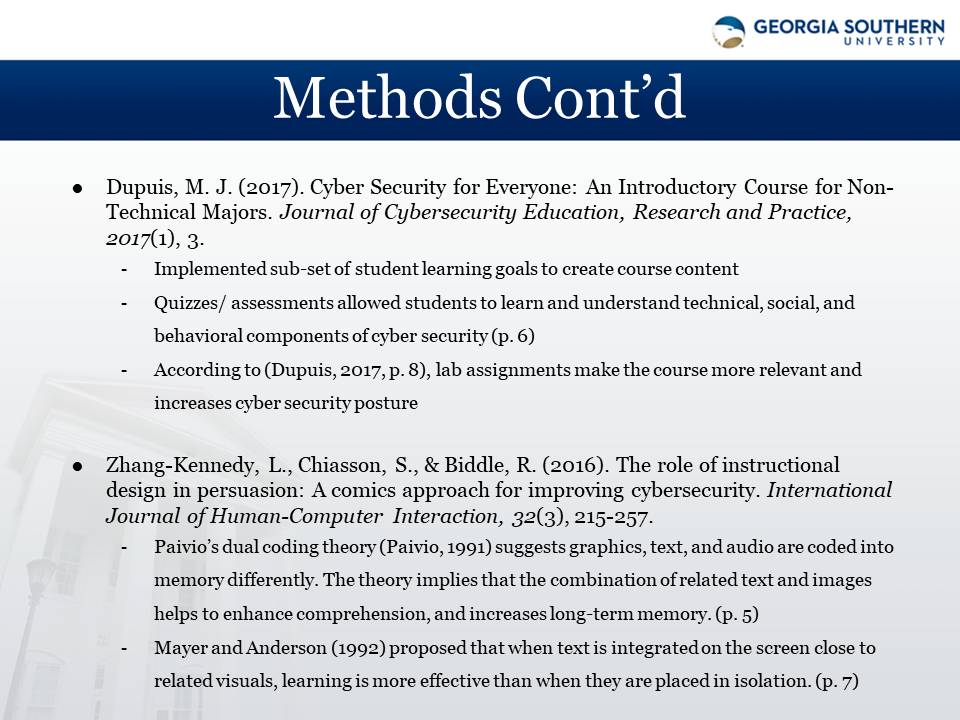 GEORGIA SOUTHERN
UNIVERSITY
Methods Cont’d
● Dupuis, M. J. (2017). Cyber Security for Everyone: An Introductory Course for Non-
Technical Majors. Journal of Cybersecurity Education, Research and Practice,
2017(1), 3.
- Implemented sub-set of student learning goals to create course content
- Quizzes/ assessments allowed students to learn and understand technical, social, and
behavioral components of cyber security (p. 6)
- According to (Dupuis, 2017, p. 8), lab assignments make the course more relevant and
increases cyber security posture
● Zhang-Kennedy, L., Chiasson, S., & Biddle, R. (2016). The role of instructional
design in persuasion: A comics approach for improving cybersecurity. International
Journal of Human-Computer Interaction, 32(3), 215-257.
- Paivio’s dual coding theory (Paivio, 1991) suggests graphics, text, and audio are coded into
memory differently. The theory implies that the combination of related text and images
helps to enhance comprehension, and increases long-term memory. (p. 5)
- Mayer and Anderson (1992) proposed that when text is integrated on the screen close to
related visuals, learning is more effective than when they are placed in isolation. (p. 7)